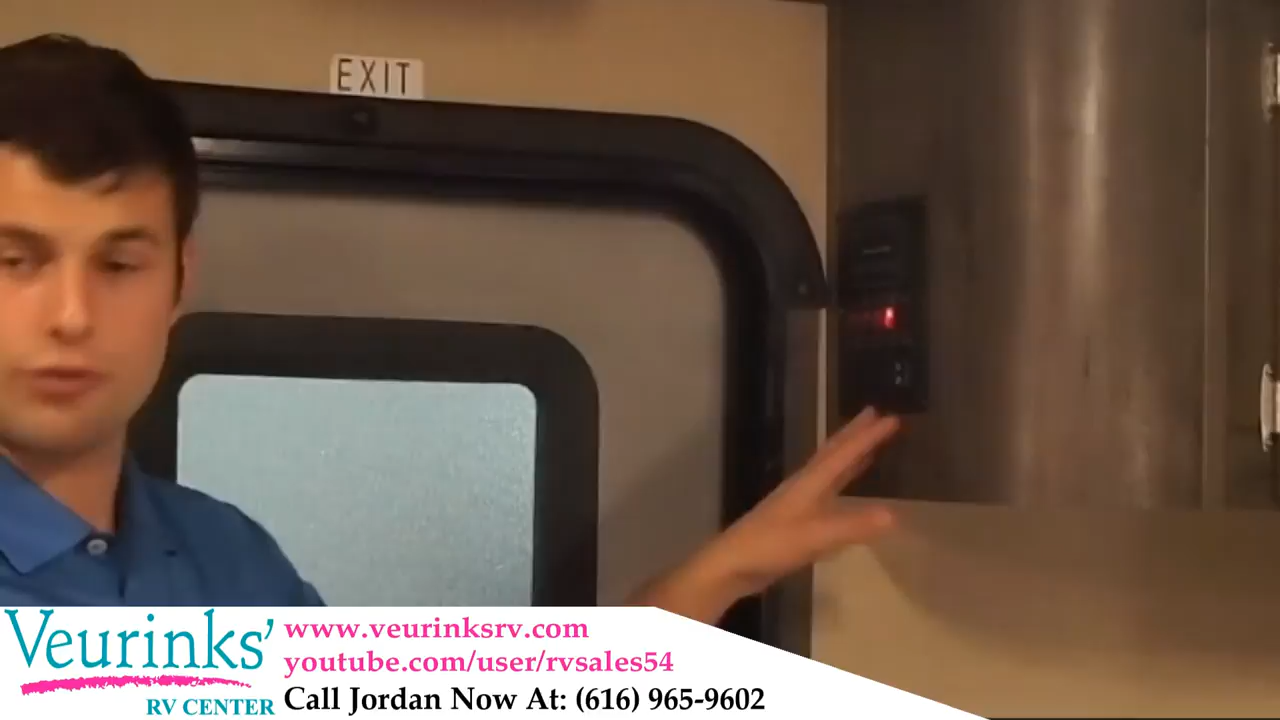 EXIT
Veurinks'
RV CENTER
www.veurinksrv.com
youtube.com/user/rvsales54
Call Jordan Now At: (616) 965-9602